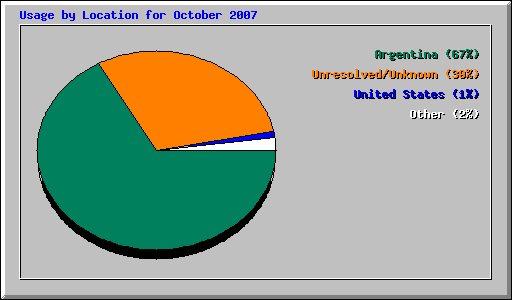 Usage by Location for October 2007
Argentina (67%)
Unresolved/Unknown (30%)
United States (1%)
Other (2%)